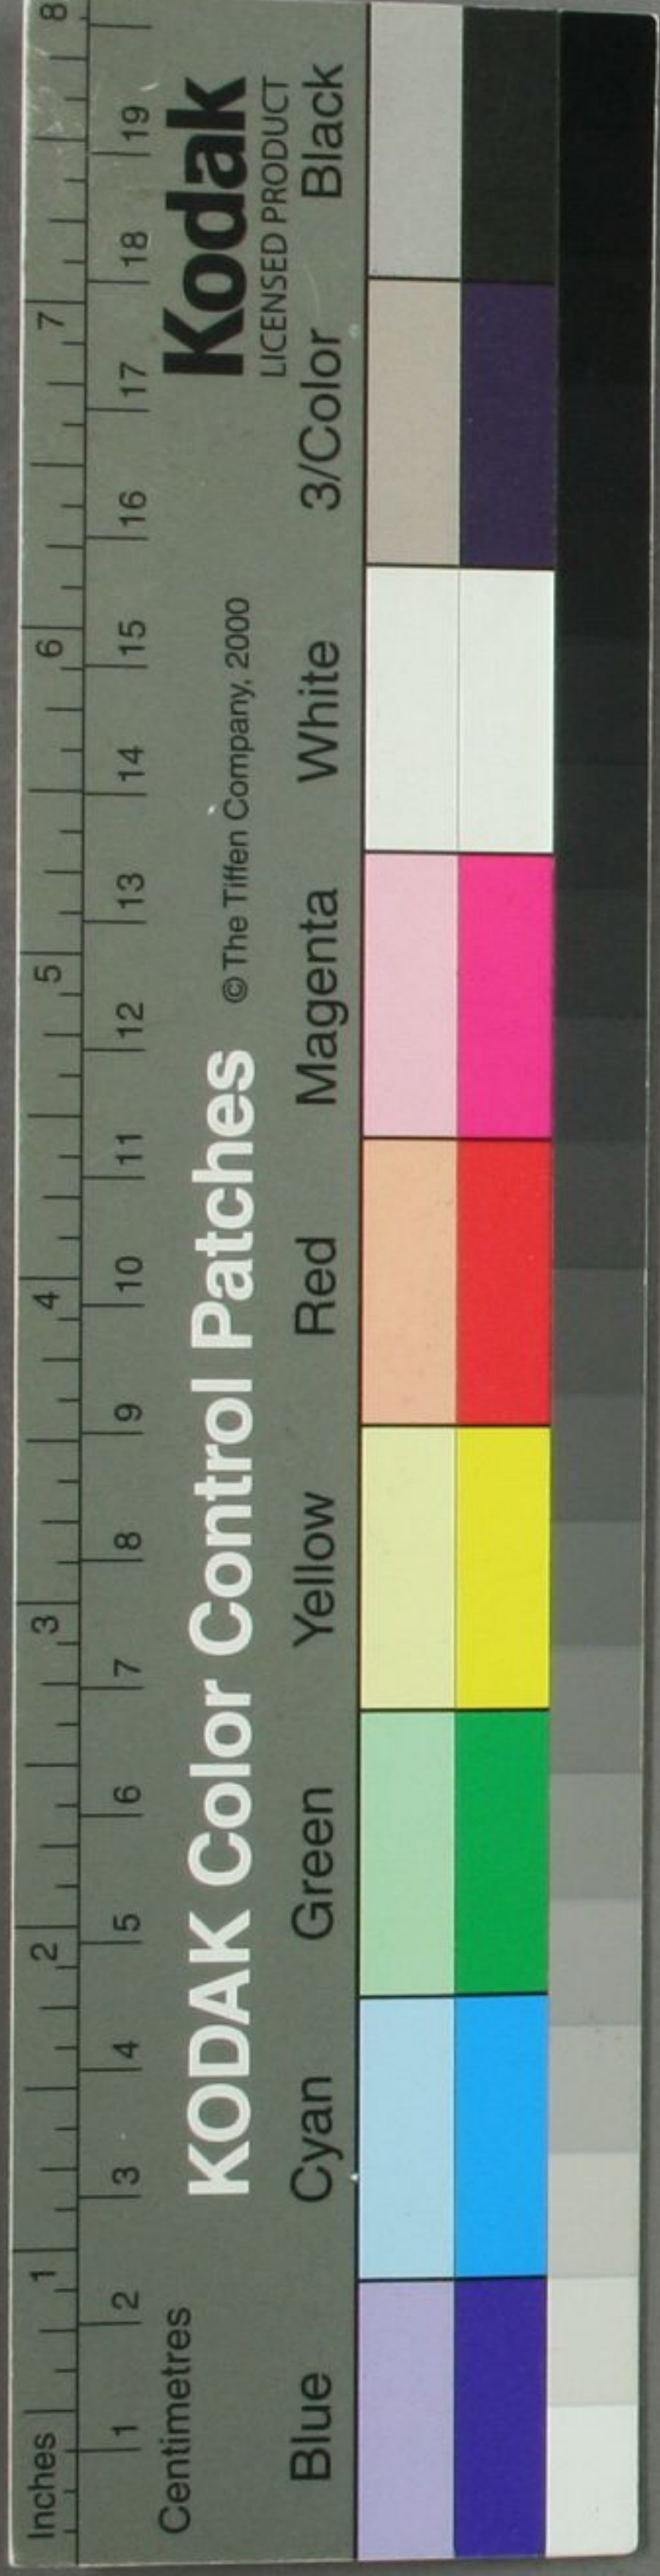 Inches 1 2 3 4 5 6 7 8
1 2 3 4 5 6 7 8 9 10 11 12 13 14 15 16 17 18 19
Centimetres
KODAK Color Control Patches © The Tiffen Company, 2000
Kodak
LICENSED PRODUCT
Blue Cyan Green Yellow Red Magenta White 3/Color Black